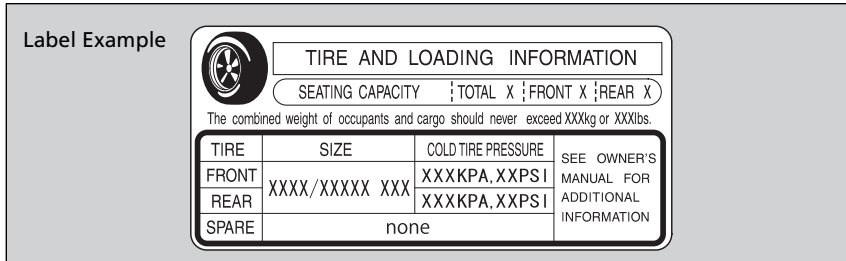 Label Example
TIRE AND LOADING INFORMATION
SEATING CAPACITY TOTAL X FRONT X REAR X
The combined weight of occupants and cargo should never exceed XXXkg or XXXlbs.
TIRE SIZE COLD TIRE PRESSURE
FRONT XXXX/XXXXX XXX XXXKPA,XXPSI
REAR XXXKPA,XXPSI
SPARE none
SEE OWNER'S
MANUAL FOR
ADDITIONAL
INFORMATION